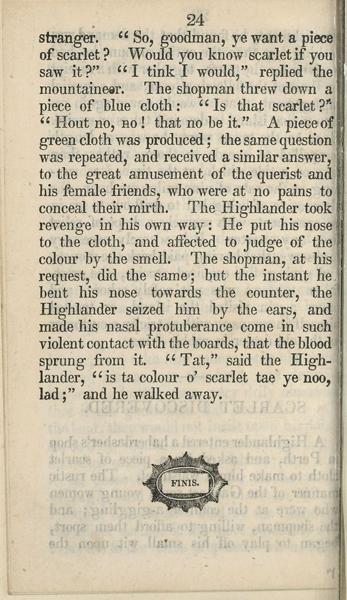 24
stranger. “ So, goodman, ye want a piece
of scarlet ? Would you know scarlet if you
saw it ?” “ I tink I would,” replied the
mountaineer. The shopman threw down a
piece of blue cloth : “ Is that scarlet ?”
“ Hout no, no ! that no be it.” A piece of
green cloth was produced ; the same question
was repeated, and received a similar answer,
to the great amusement of the querist and
his female friends, who were at no pains to
conceal their mirth. The Highlander took
revenge in his own way : He put his nose
to the cloth, and affected to judge of the
colour by the smell. The shopman, at his
request, did the same ; but the instant he
bent his nose towards the counter, the
Highlander seized him by the ears, and
made his nasal protuberance come in such
violent contact with the boards, that the blood
sprung from it. “ Tat,” said the High-
lander, “ is ta colour o’ scarlet tae ye noo,
lad ;” and he walked away.
FINIS.